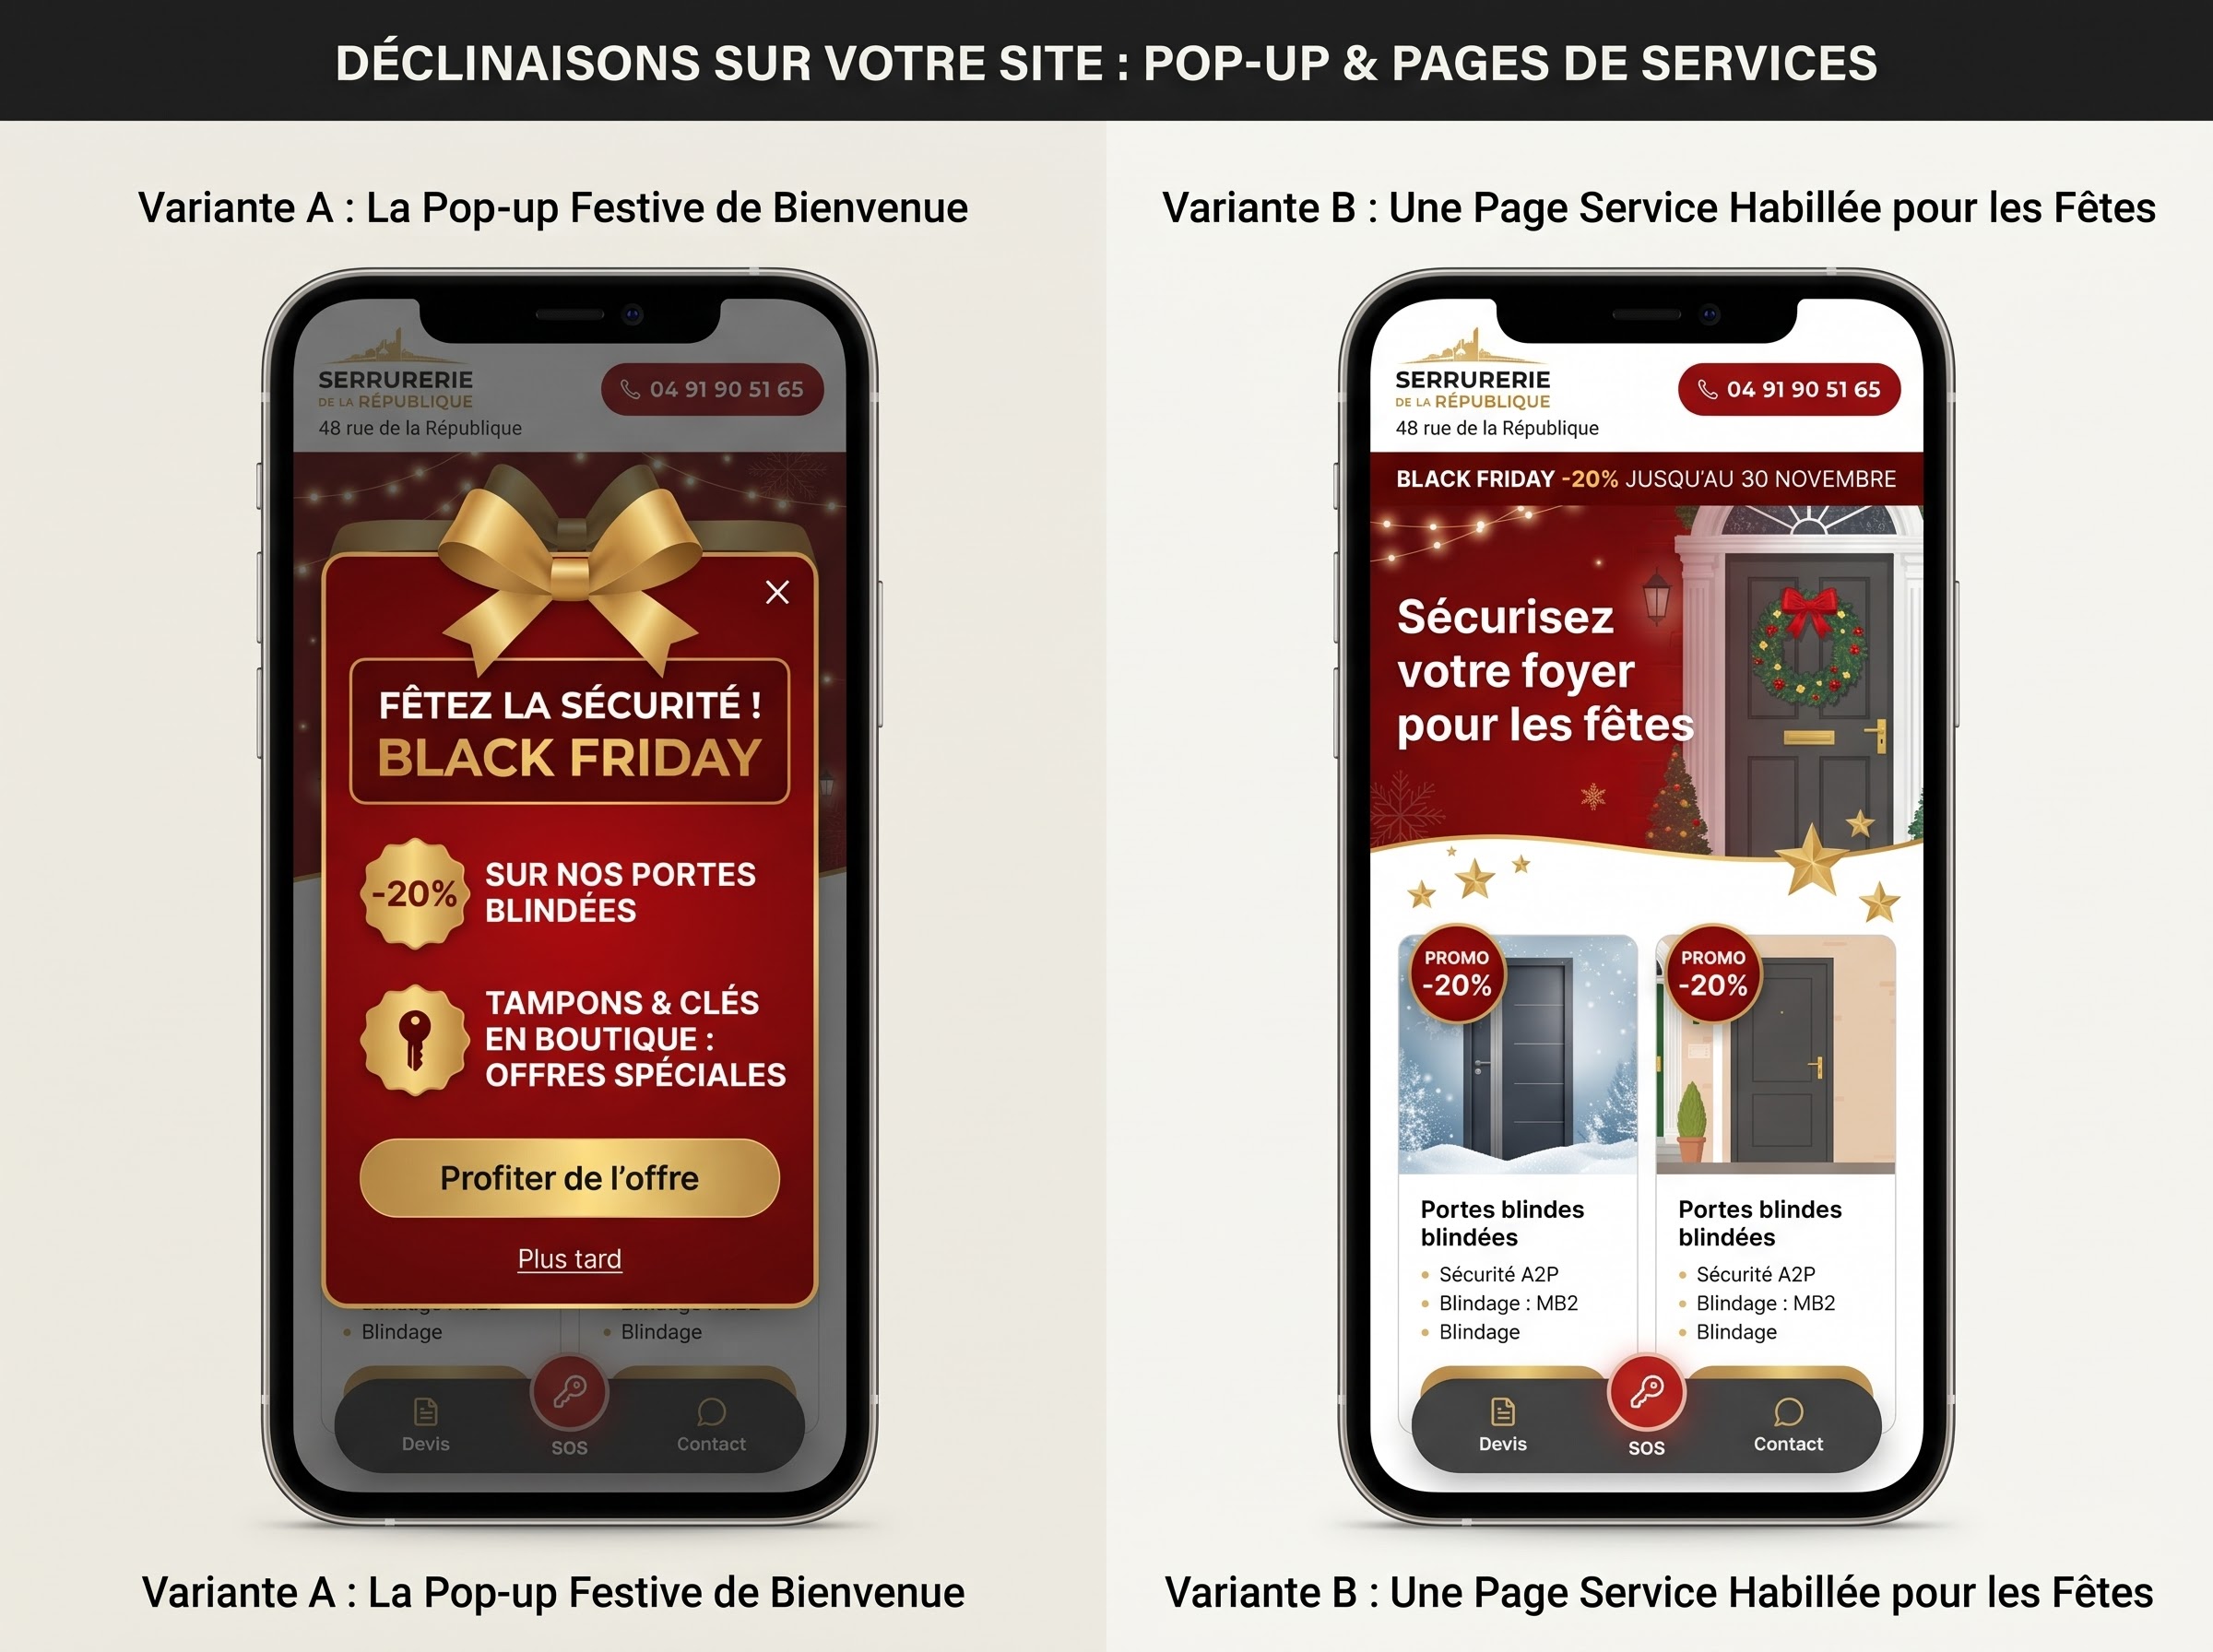 DÉCLINAISONS SUR VOTRE SITE : POP-UP & PAGES DE SERVICES
Variante A : La Pop-up Festive de Bienvenue
SERRURERIE
DE LA RÉPUBLIQUE
48 rue de la République
04 91 90 51 65
FÊTEZ LA SÉCURITÉ !
BLACK FRIDAY
-20%
SUR NOS PORTES
BLINDÉES
TAMPONS & CLÉS
EN BOUTIQUE :
OFFRES SPÉCIALES
Profiter de l'offre
Plus tard
• Blindage
• Blindage
Devis
SOS
Contact
Variante A : La Pop-up Festive de Bienvenue
Variante B : Une Page Service Habillée pour les Fêtes
SERRURERIE
DE LA RÉPUBLIQUE
48 rue de la République
04 91 90 51 65
BLACK FRIDAY -20% JUSQU'AU 30 NOVEMBRE
Sécurisez
votre foyer
pour les fêtes
PROMO
-20%
Portes blindes
blindées
• Sécurité A2P
• Blindage : MB2
• Blindage
PROMO
-20%
Portes blindes
blindées
• Sécurité A2P
• Blindage : MB2
• Blindage
Devis
SOS
Contact
Variante B : Une Page Service Habillée pour les Fêtes